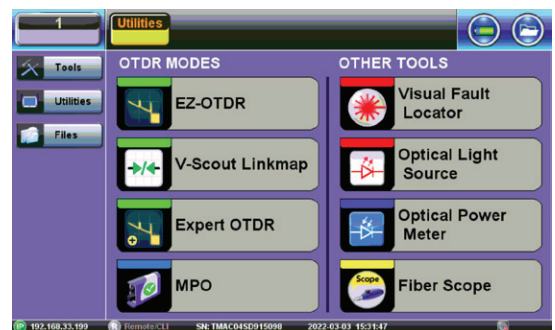 1
Utilities
Tools
Utilities
Files
OTDR MODES
EZ-OTDR
V-Scout Linkmap
Expert OTDR
MPO
OTHER TOOLS
Visual Fault
Locator
Optical Light
Source
Optical Power
Meter
Scope
Fiber Scope
192.168.33.199 Remote/CLI SN: TMAC04SD915090 2022-03-03 15:31:47